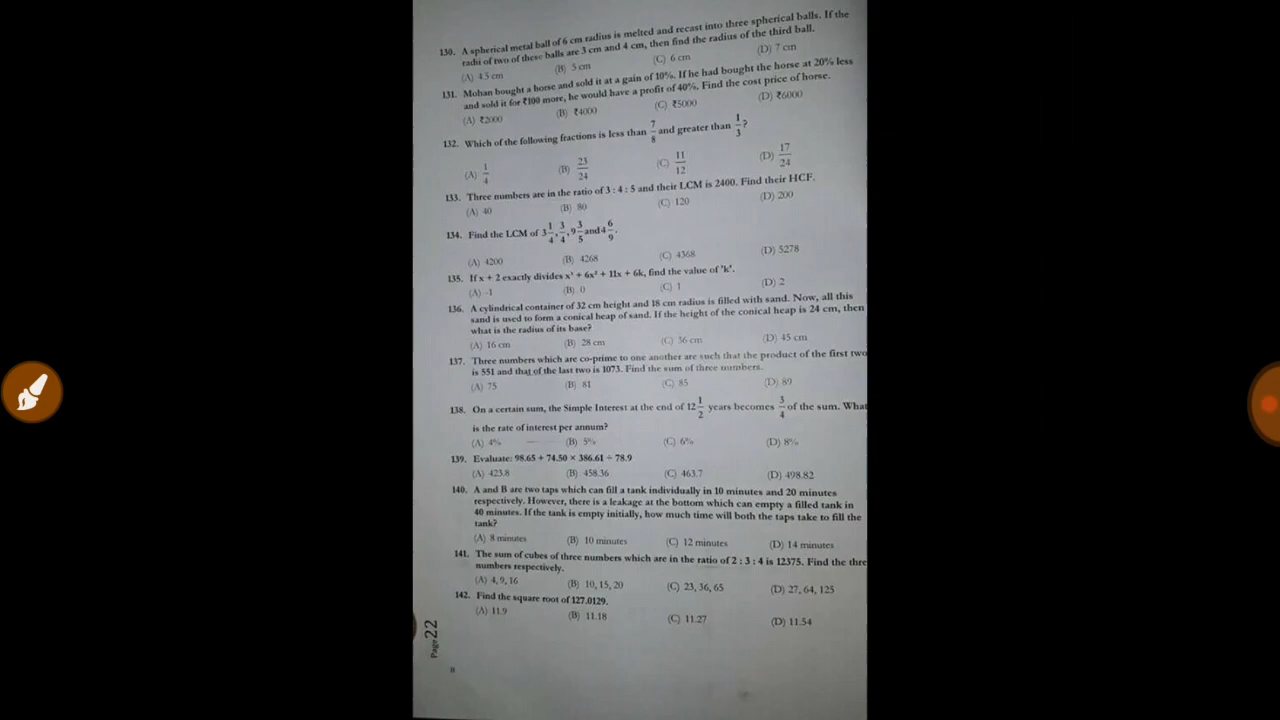 130. A spherical metal ball of 6 cm radius is melted and recast into three spherical balls. If the
radii of two of these balls are 3 cm and 4 cm, then find the radius of the third ball.
(A) 4.5 cm (B) 5 cm (C) 6 cm (D) 7 cm
131. Mohan bought a horse and sold it at a gain of 10%. If he had bought the horse at 20% less
and sold it for ₹100 more, he would have a profit of 40%. Find the cost price of horse.
(A) ₹2000 (B) ₹4000 (C) ₹5000 (D) ₹6000
132. Which of the following fractions is less than 7/8 and greater than 1/3?
(A) 1/4 (B) 23/24 (C) 11/12 (D) 17/24
133. Three numbers are in the ratio of 3 : 4 : 5 and their LCM is 2400. Find their HCF.
(A) 40 (B) 80 (C) 120 (D) 200
134. Find the LCM of 3 1/4, 3/4, 9 3/5 and 4 6/9.
(A) 4200 (B) 4268 (C) 4368 (D) 5278
135. If x + 2 exactly divides x³ + 6x² + 11x + 6k, find the value of 'k'.
(A) -1 (B) 0 (C) 1 (D) 2
136. A cylindrical container of 32 cm height and 18 cm radius is filled with sand. Now, all this
sand is used to form a conical heap of sand. If the height of the conical heap is 24 cm, then
what is the radius of its base?
(A) 16 cm (B) 28 cm (C) 36 cm (D) 45 cm
137. Three numbers which are co-prime to one another are such that the product of the first two
is 551 and that of the last two is 1073. Find the sum of three numbers.
(A) 75 (B) 81 (C) 85 (D) 89
138. On a certain sum, the Simple Interest at the end of 12 1/2 years becomes 3/4 of the sum. What
is the rate of interest per annum?
(A) 4% (B) 5% (C) 6% (D) 8%
139. Evaluate: 98.65 + 74.50 × 386.61 ÷ 78.9
(A) 423.8 (B) 458.36 (C) 463.7 (D) 498.82
140. A and B are two taps which can fill a tank individually in 10 minutes and 20 minutes
respectively. However, there is a leakage at the bottom which can empty a filled tank in
40 minutes. If the tank is empty initially, how much time will both the taps take to fill the
tank?
(A) 8 minutes (B) 10 minutes (C) 12 minutes (D) 14 minutes
141. The sum of cubes of three numbers which are in the ratio of 2 : 3 : 4 is 12375. Find the thre
numbers respectively.
(A) 4, 9, 16 (B) 10, 15, 20 (C) 23, 36, 65 (D) 27, 64, 125
142. Find the square root of 127.0129.
(A) 11.9 (B) 11.18 (C) 11.27 (D) 11.54
Page 22